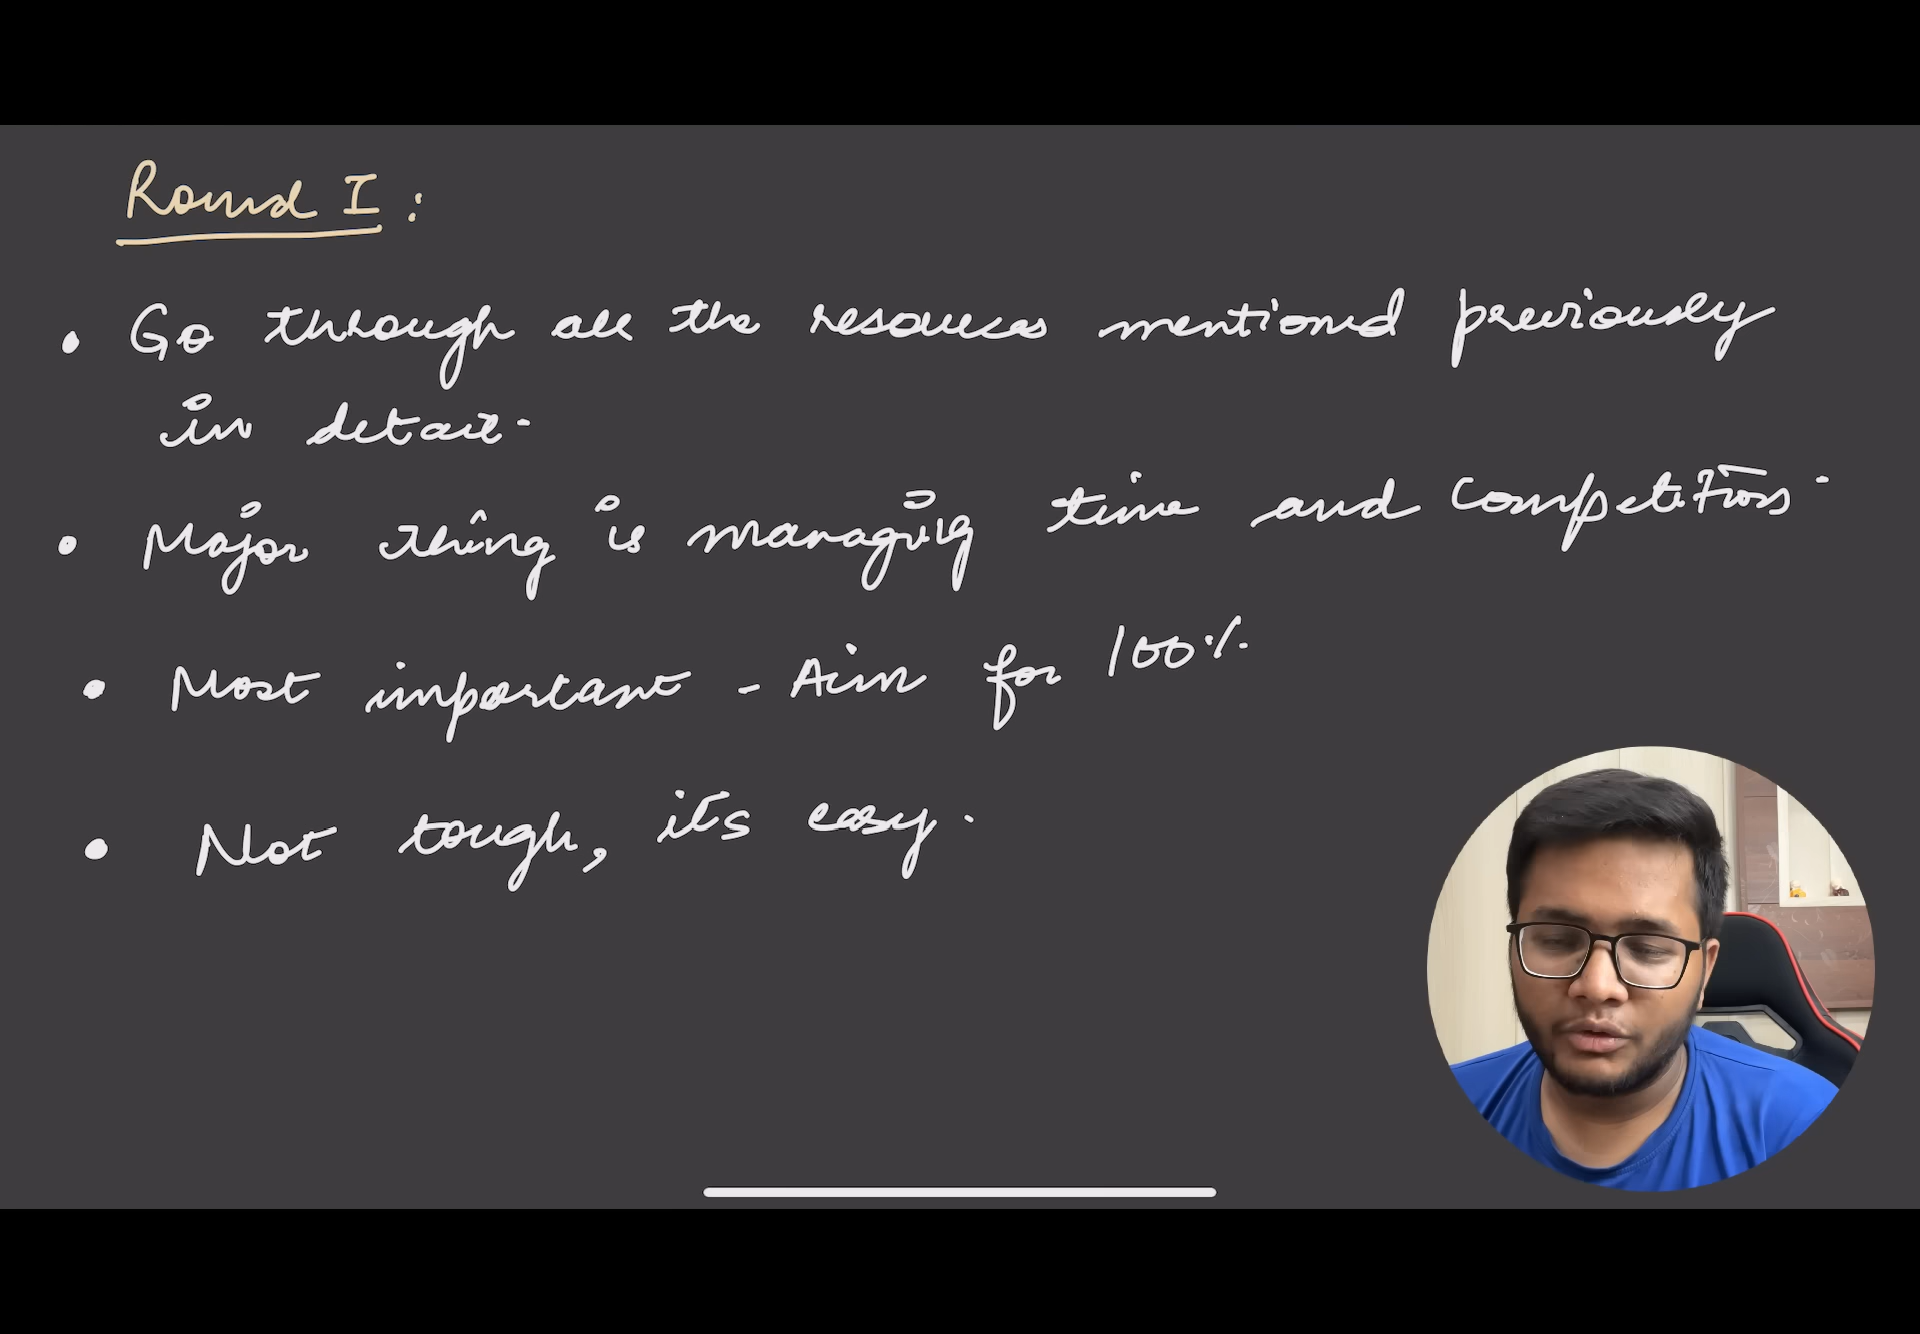 Round I :
• Go through all the resources mentioned previously
in detail.
• Major thing is managing time and competition.
• Most important - Aim for 100%
• Not tough, its easy.